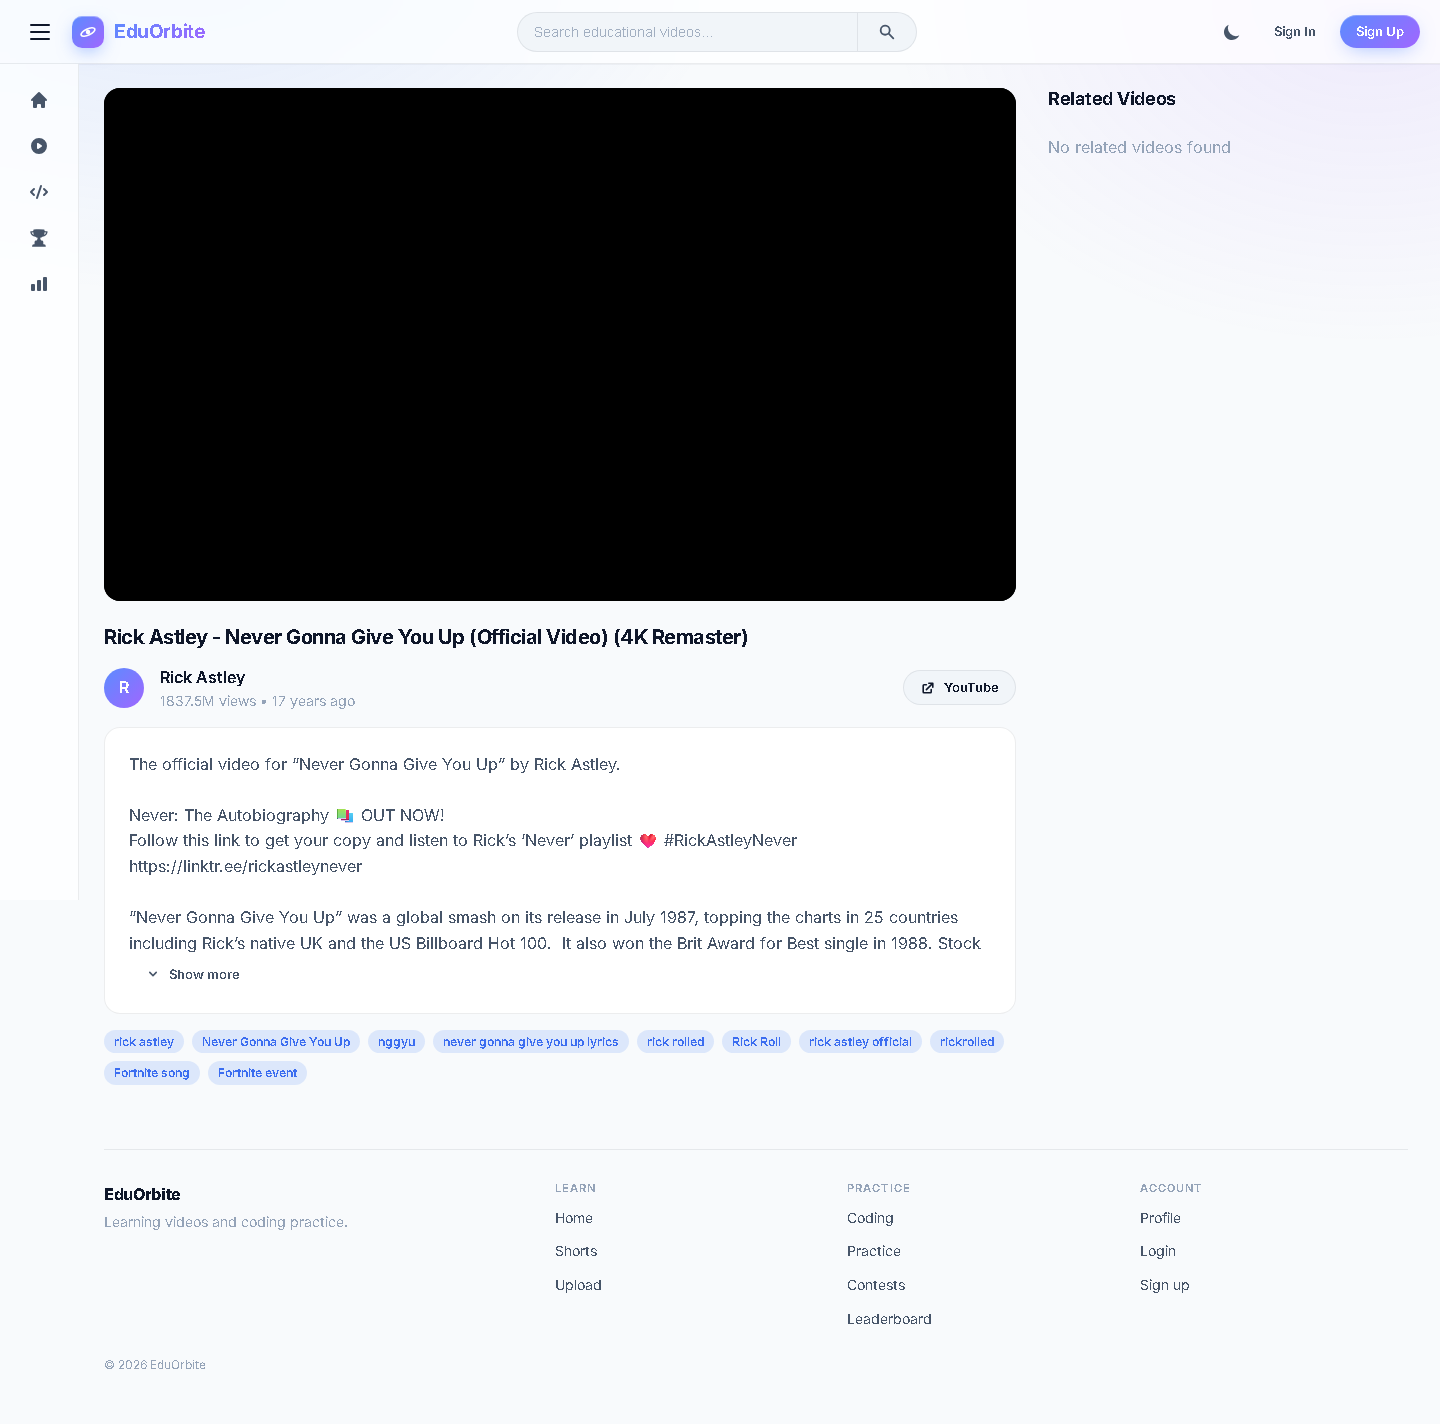 EduOrbite
Search educational videos...
Sign In
Sign Up
Related Videos
No related videos found
Rick Astley - Never Gonna Give You Up (Official Video) (4K Remaster)
R
Rick Astley
1837.5M views • 17 years ago
YouTube
The official video for “Never Gonna Give You Up” by Rick Astley.
Never: The Autobiography 📚 OUT NOW!
Follow this link to get your copy and listen to Rick’s ‘Never’ playlist ❤️ #RickAstleyNever
https://linktr.ee/rickastleynever
“Never Gonna Give You Up” was a global smash on its release in July 1987, topping the charts in 25 countries
including Rick’s native UK and the US Billboard Hot 100.  It also won the Brit Award for Best single in 1988. Stock
Show more
rick astley Never Gonna Give You Up nggyu never gonna give you up lyrics rick rolled Rick Roll rick astley official rickrolled
Fortnite song Fortnite event
EduOrbite
Learning videos and coding practice.
LEARN
Home
Shorts
Upload
PRACTICE
Coding
Practice
Contests
Leaderboard
ACCOUNT
Profile
Login
Sign up
© 2026 EduOrbite